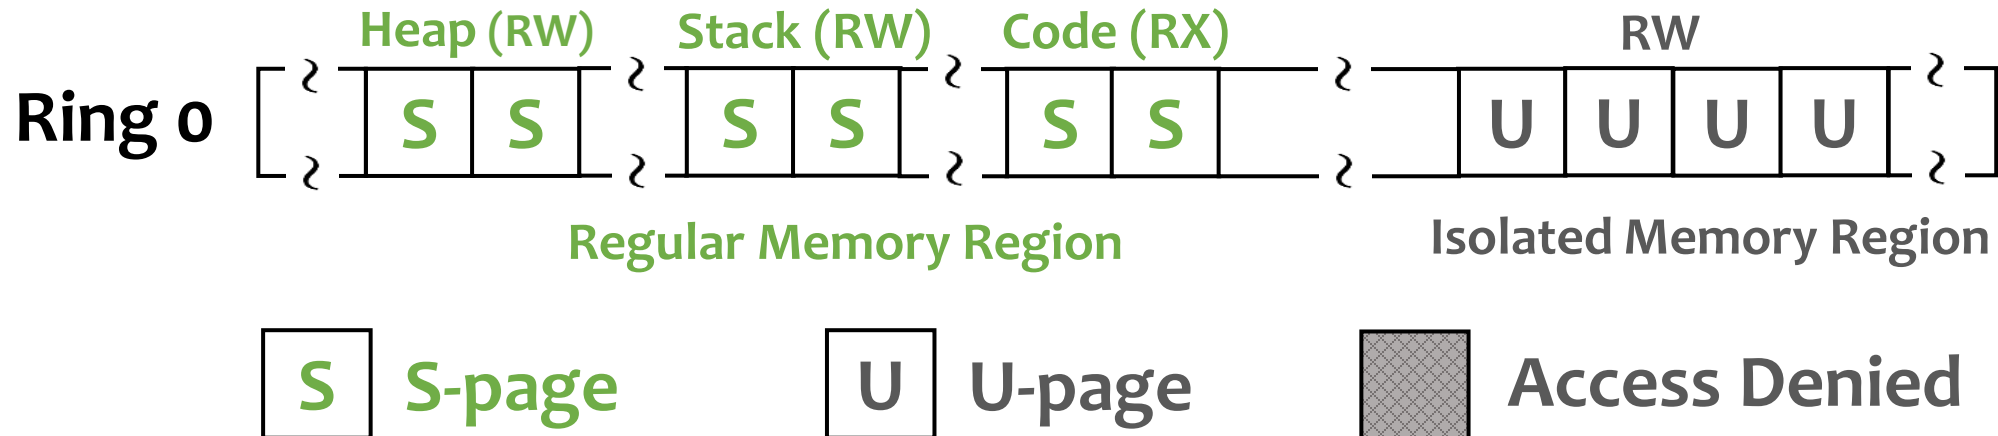 Heap (RW) Stack (RW) Code (RX) RW
Ring 0 S S S S S S U U U U
Regular Memory Region Isolated Memory Region
S S-page U U-page Access Denied